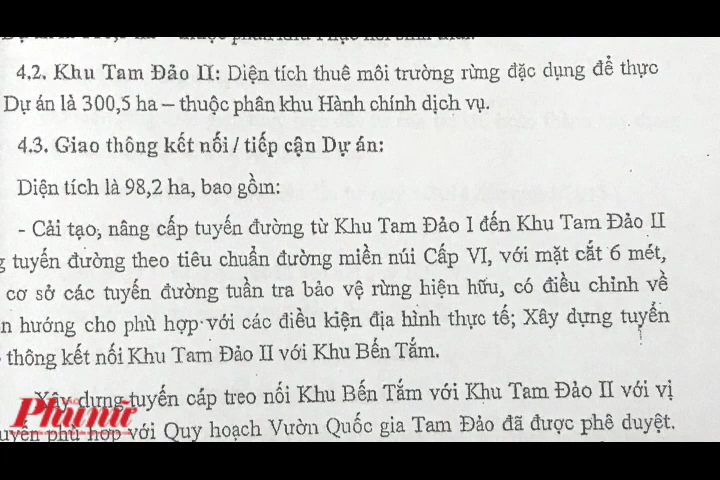 4.2. Khu Tam Đảo II: Diện tích thuê môi trường rừng đặc dụng để thực
Dự án là 300,5 ha – thuộc phân khu Hành chính dịch vụ.
4.3. Giao thông kết nối / tiếp cận Dự án:
Diện tích là 98,2 ha, bao gồm:
- Cải tạo, nâng cấp tuyến đường từ Khu Tam Đảo I đến Khu Tam Đảo II
g tuyến đường theo tiêu chuẩn đường miền núi Cấp VI, với mặt cắt 6 mét,
cơ sở các tuyến đường tuần tra bảo vệ rừng hiện hữu, có điều chỉnh về
n hướng cho phù hợp với các điều kiện địa hình thực tế; Xây dựng tuyến
thông kết nối Khu Tam Đảo II với Khu Bến Tắm.
Xây dựng tuyến cáp treo nối Khu Bến Tắm với Khu Tam Đảo II với vị
Phụ nữ
uyến phù hợp với Quy hoạch Vườn Quốc gia Tam Đảo đã được phê duyệt.